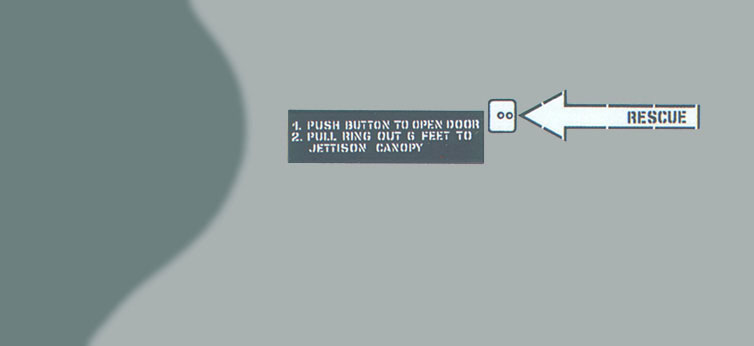 1. PUSH BUTTON TO OPEN DOOR
2. PULL RING OUT 6 FEET TO
JETTISON CANOPY
RESCUE